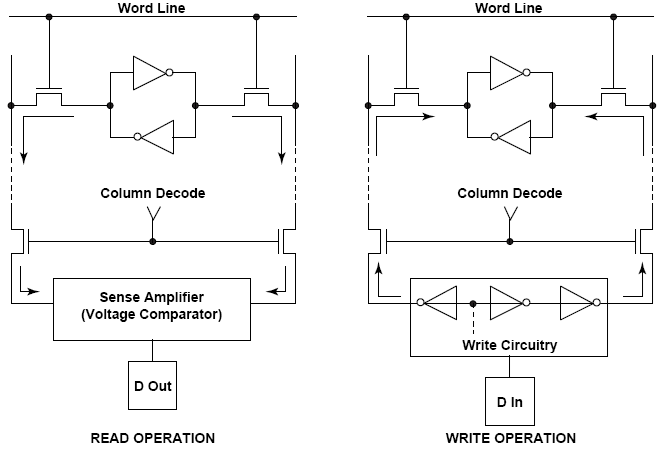 Word Line
Column Decode
Sense Amplifier
(Voltage Comparator)
D Out
READ OPERATION
Word Line
Column Decode
Write Circuitry
D In
WRITE OPERATION